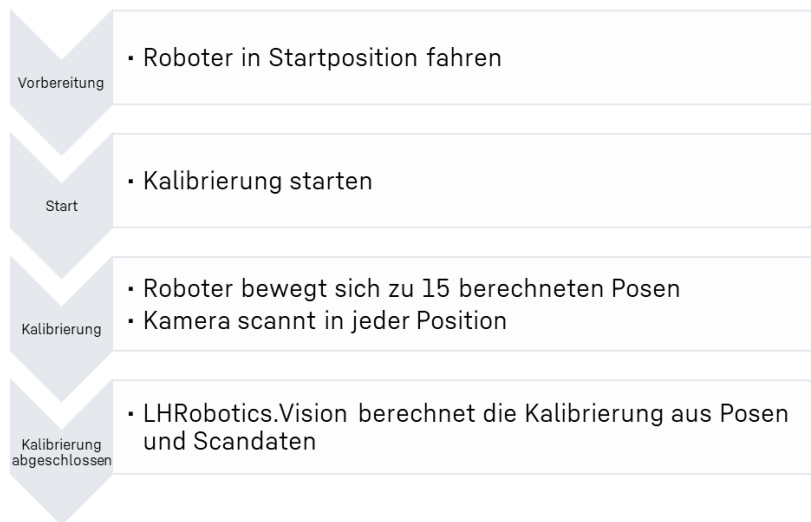 Vorbereitung
▪ Roboter in Startposition fahren
Start
▪ Kalibrierung starten
Kalibrierung
▪ Roboter bewegt sich zu 15 berechneten Posen
▪ Kamera scannt in jeder Position
Kalibrierung
abgeschlossen
▪ LHRobotics.Vision berechnet die Kalibrierung aus Posen
und Scandaten